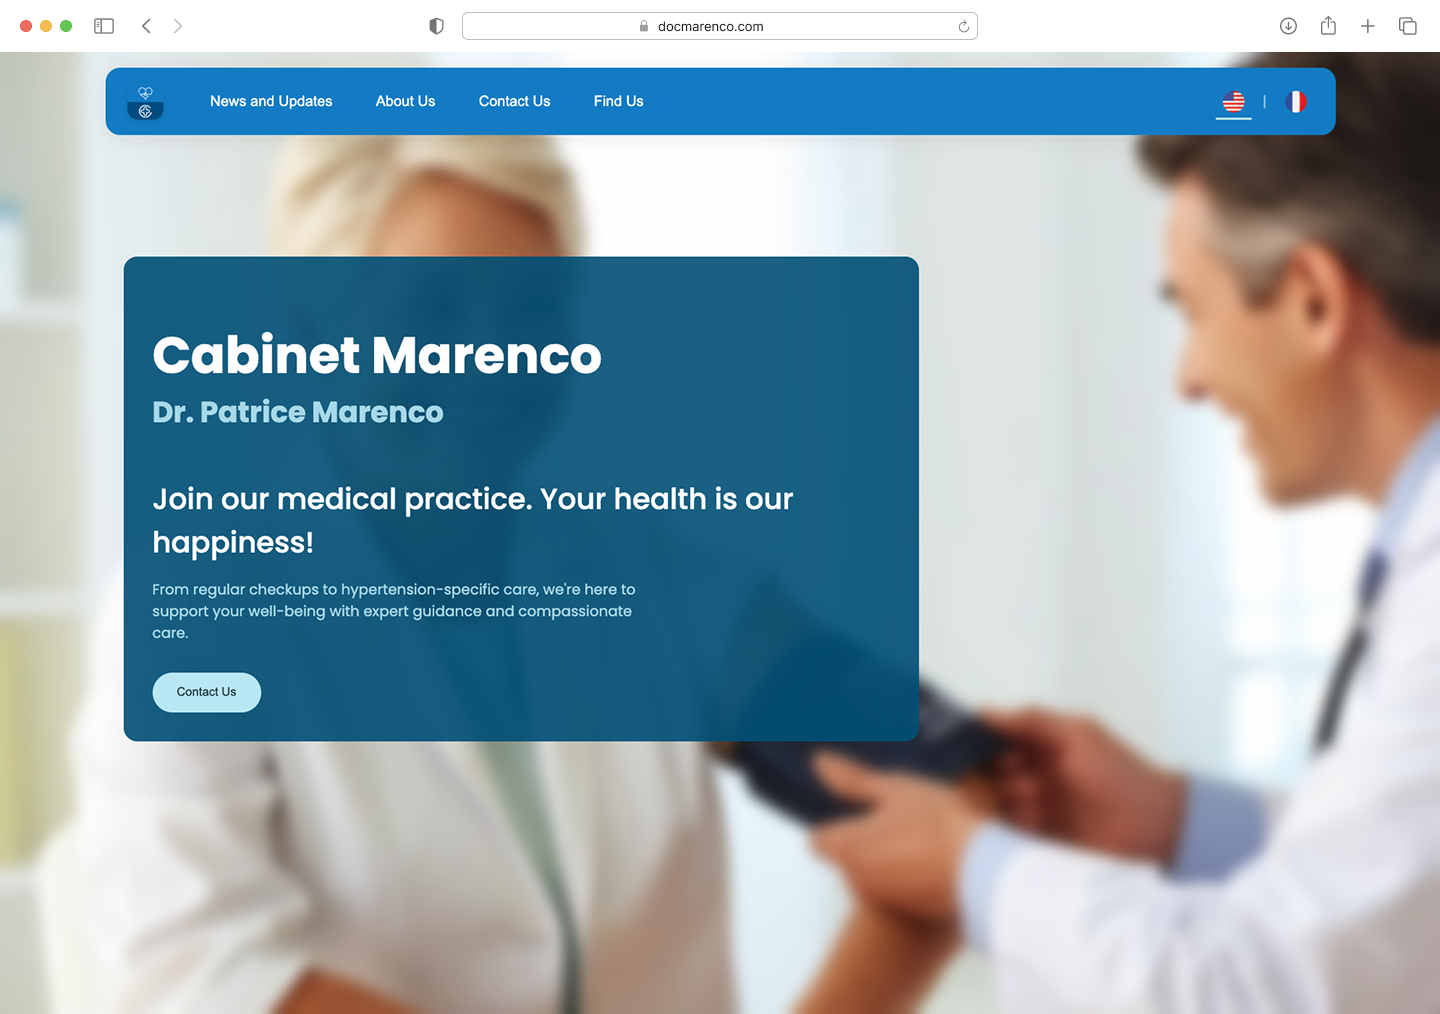 docmarenco.com
News and Updates
About Us
Contact Us
Find Us
Cabinet Marenco
Dr. Patrice Marenco
Join our medical practice. Your health is our
happiness!
From regular checkups to hypertension-specific care, we're here to
support your well-being with expert guidance and compassionate
care.
Contact Us